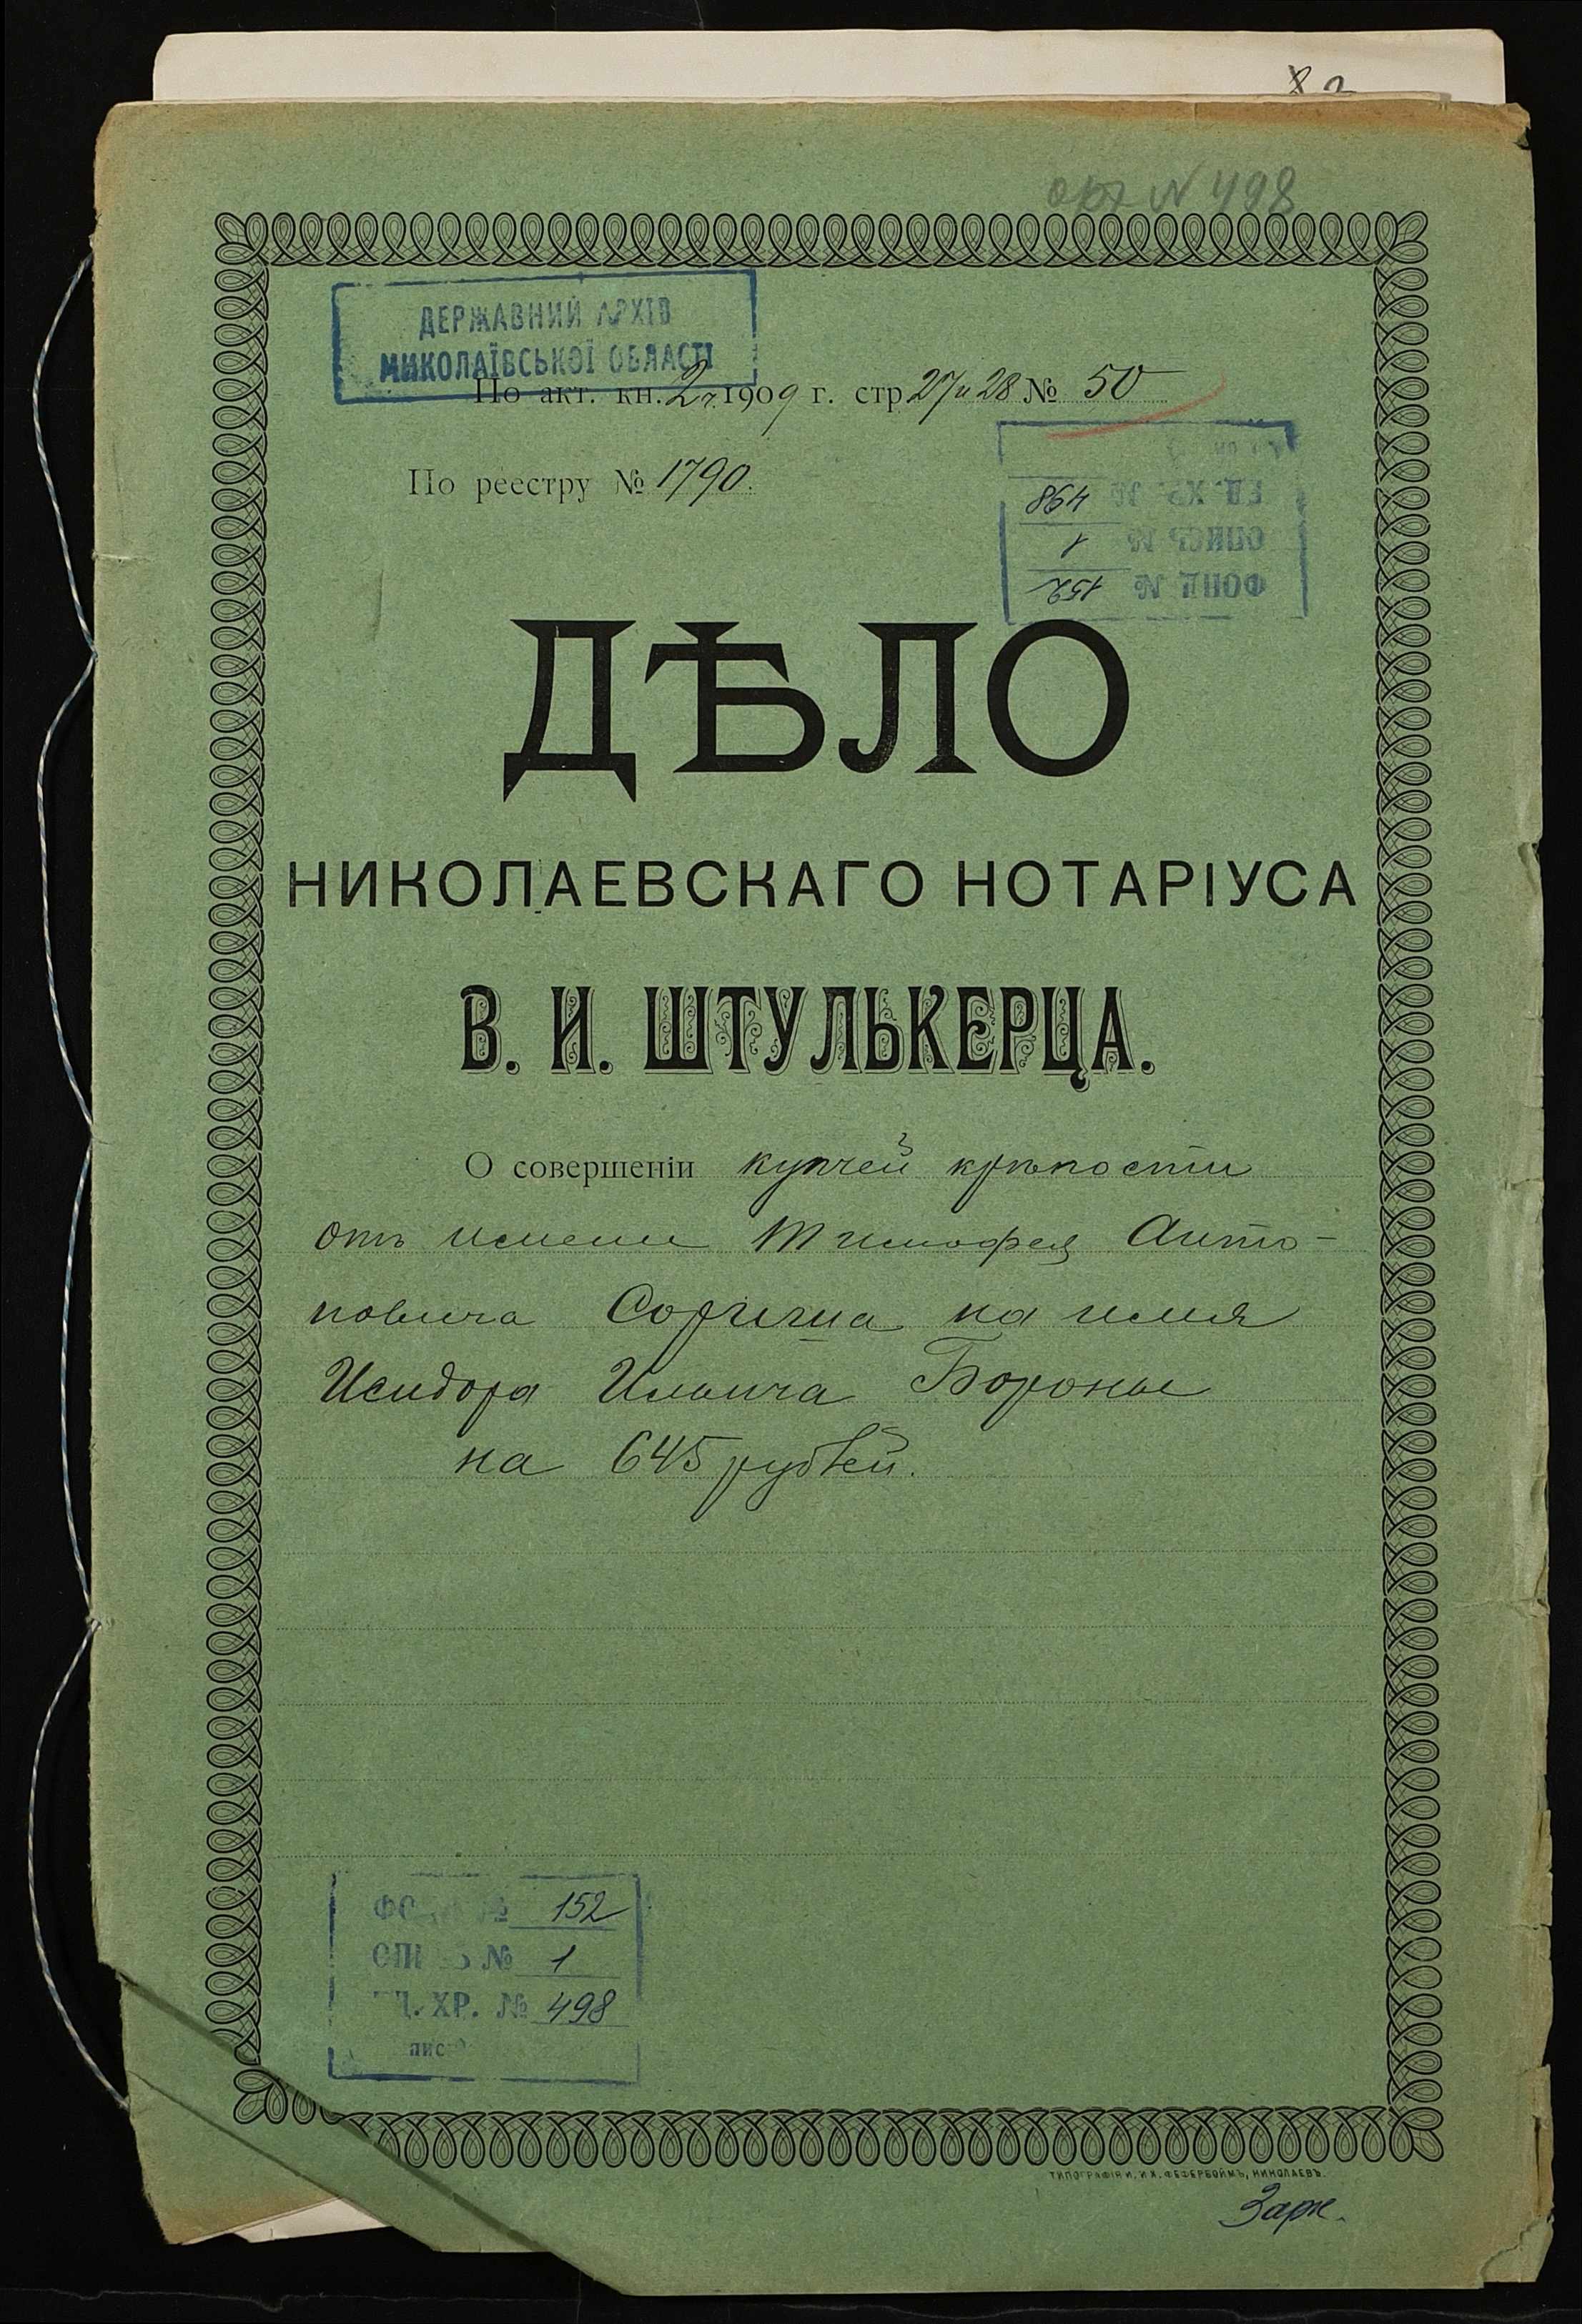 № 498
ДЕРЖАВНИЙ АРХІВ
МИКОЛАЇВСЬКОЇ ОБЛАСТІ
По акт. кн. 2 ч. 1909 г. стр 27 и 28 № 50
По реестру № 1790.
ЕД. ХР. № 498
ОПИСЬ № 1
ФОНД № 152
ДѢЛО
НИКОЛАЕВСКАГО НОТАРІУСА
В. И. ШТУЛЬКЕРЦА.
О совершеніи купчей крѣпости
отъ имени Тимофея Анто-
новича Соричиа на имя
Исидора Ильича Бороны
на 645 рублей.
ФОНД № 152
ОПИСЬ № 1
ЕД. ХР. № 498
ТИПОГРАФІЯ И. И Я. ФЕФЕРБОЙМЪ, НИКОЛАЕВЪ.